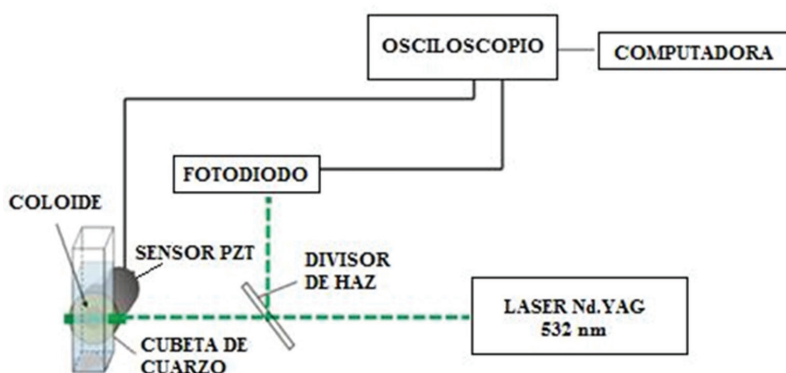 OSCILOSCOPIO
COMPUTADORA
FOTODIODO
COLOIDE
SENSOR PZT
DIVISOR
DE HAZ
LASER Nd.YAG
532 nm
CUBETA DE
CUARZO